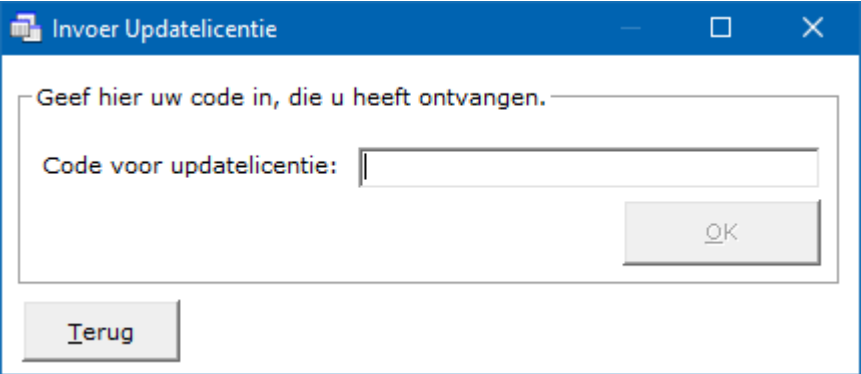 Invoer Updatelicentie
Geef hier uw code in, die u heeft ontvangen.
Code voor updatelicentie:
OK
Terug